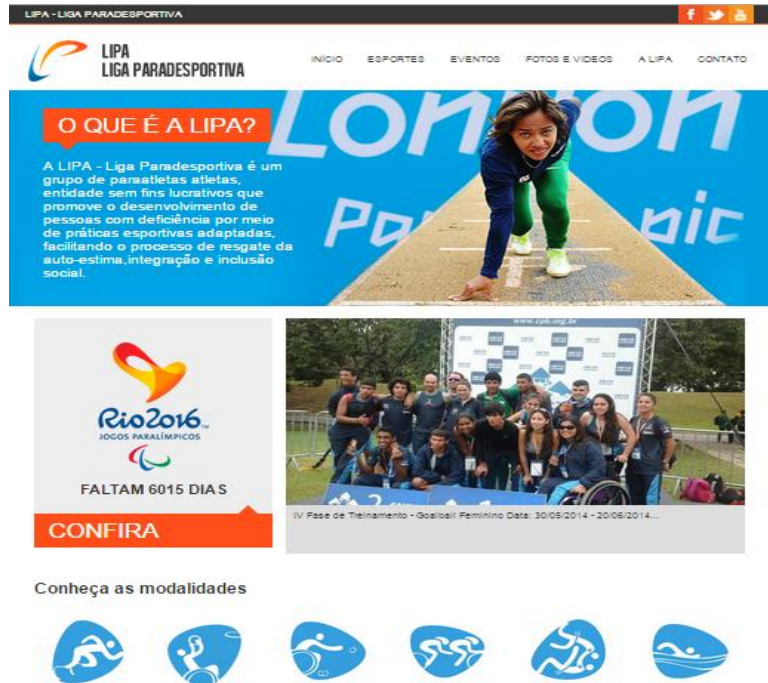 LIPA - LIGA PARADESPORTIVA
LIPA
LIGA PARADESPORTIVA
INÍCIO ESPORTES EVENTOS FOTOS E VIDEOS A LIPA CONTATO
O QUE É A LIPA?
A LIPA - Liga Paradesportiva é um
grupo de paraatletas atletas,
entidade sem fins lucrativos que
promove o desenvolvimento de
pessoas com deficiência por meio
de práticas esportivas adaptadas,
facilitando o processo de resgate da
auto-estima,integração e inclusão
social.
London
www.cpb.org.br
Rio2016
JOGOS PARALÍMPICOS
FALTAM 6015 DIAS
CONFIRA
IV Fase de Treinamento - Goalball Feminino Data: 30/05/2014 - 20/06/2014...
Conheça as modalidades